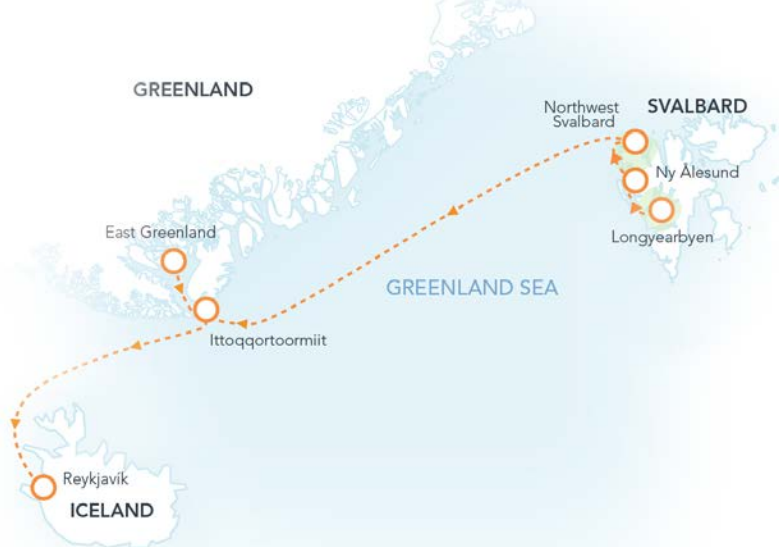 GREENLAND
Northwest
Svalbard
SVALBARD
Ny Ålesund
Longyearbyen
East Greenland
GREENLAND SEA
Ittoqqortoormiit
Reykjavík
ICELAND